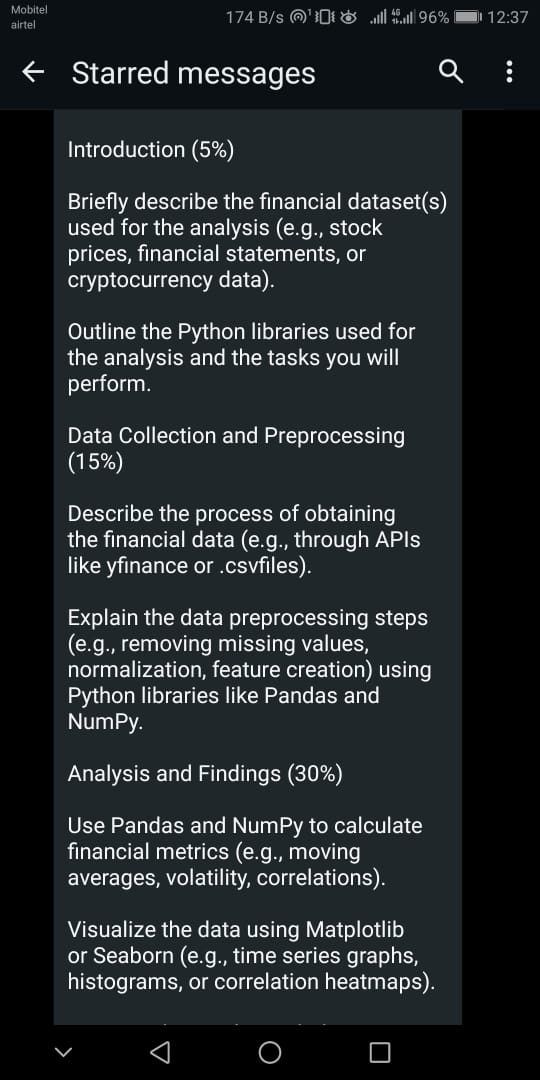 Mobitel
airtel
174 B/s
4G
96%
12:37
Starred messages
Introduction (5%)
Briefly describe the financial dataset(s)
used for the analysis (e.g., stock
prices, financial statements, or
cryptocurrency data).
Outline the Python libraries used for
the analysis and the tasks you will
perform.
Data Collection and Preprocessing
(15%)
Describe the process of obtaining
the financial data (e.g., through APIs
like yfinance or .csvfiles).
Explain the data preprocessing steps
(e.g., removing missing values,
normalization, feature creation) using
Python libraries like Pandas and
NumPy.
Analysis and Findings (30%)
Use Pandas and NumPy to calculate
financial metrics (e.g., moving
averages, volatility, correlations).
Visualize the data using Matplotlib
or Seaborn (e.g., time series graphs,
histograms, or correlation heatmaps).